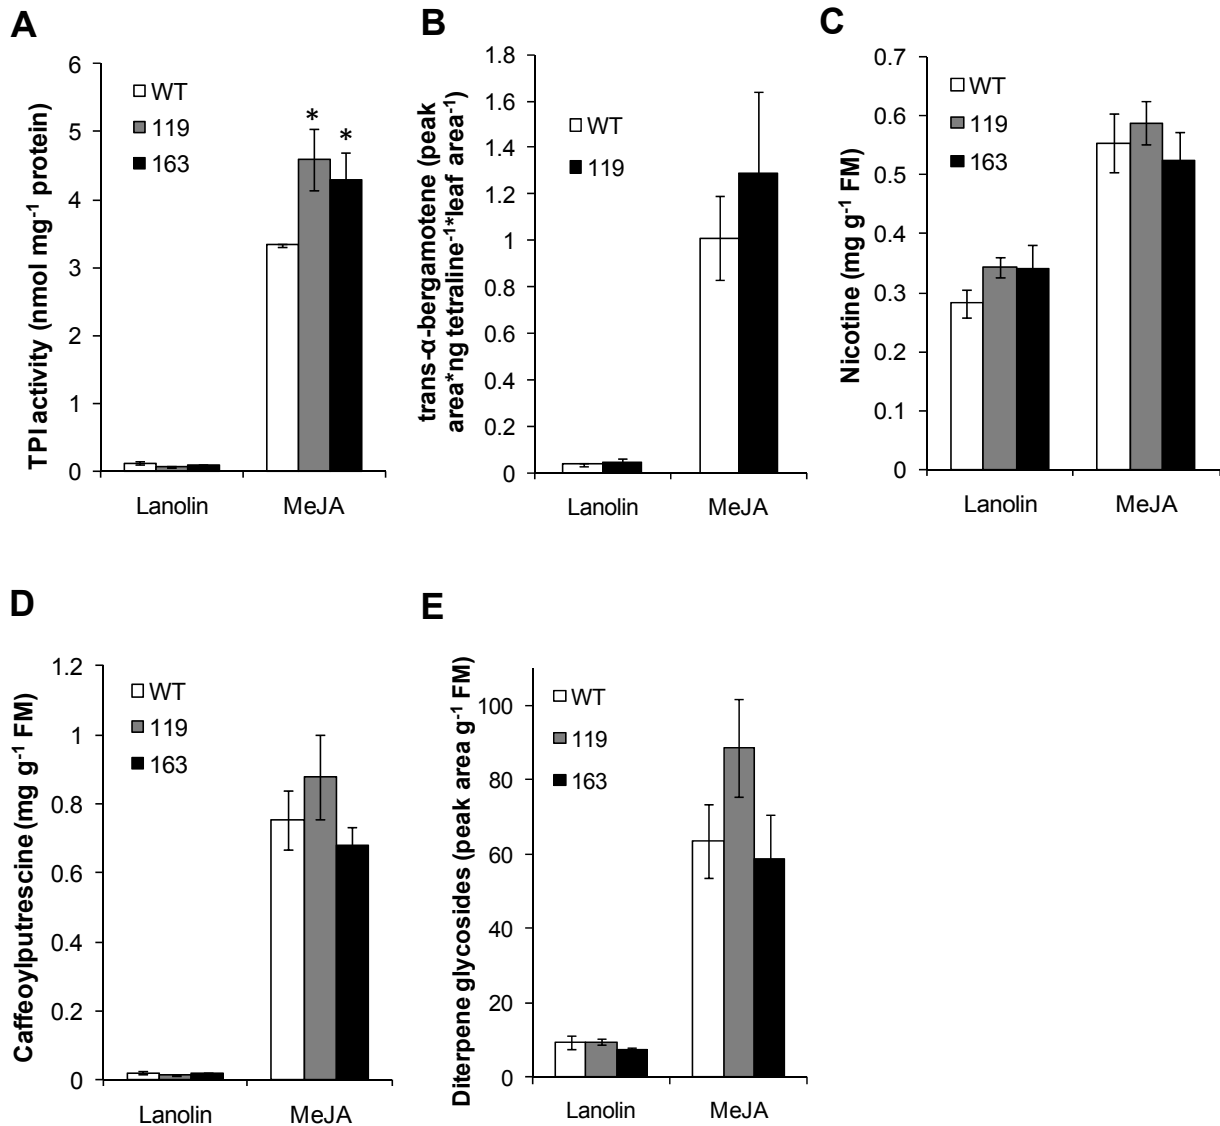 A
TPI activity (nmol mg⁻¹ protein)
6
5
4
3
2
1
0
WT
119
163
*
*
Lanolin MeJA
B
trans-α-bergamotene (peak
area*ng tetraline⁻¹*leaf area⁻¹)
1.8
1.6
1.4
1.2
1
0.8
0.6
0.4
0.2
0
WT
119
Lanolin MeJA
C
Nicotine (mg g⁻¹ FM)
0.7
0.6
0.5
0.4
0.3
0.2
0.1
0
WT
119
163
Lanolin MeJA
D
Caffeoylputrescine (mg g⁻¹ FM)
1.2
1
0.8
0.6
0.4
0.2
0
WT
119
163
Lanolin MeJA
E
Diterpene glycosides (peak area g⁻¹ FM)
100
80
60
40
20
0
WT
119
163
Lanolin MeJA